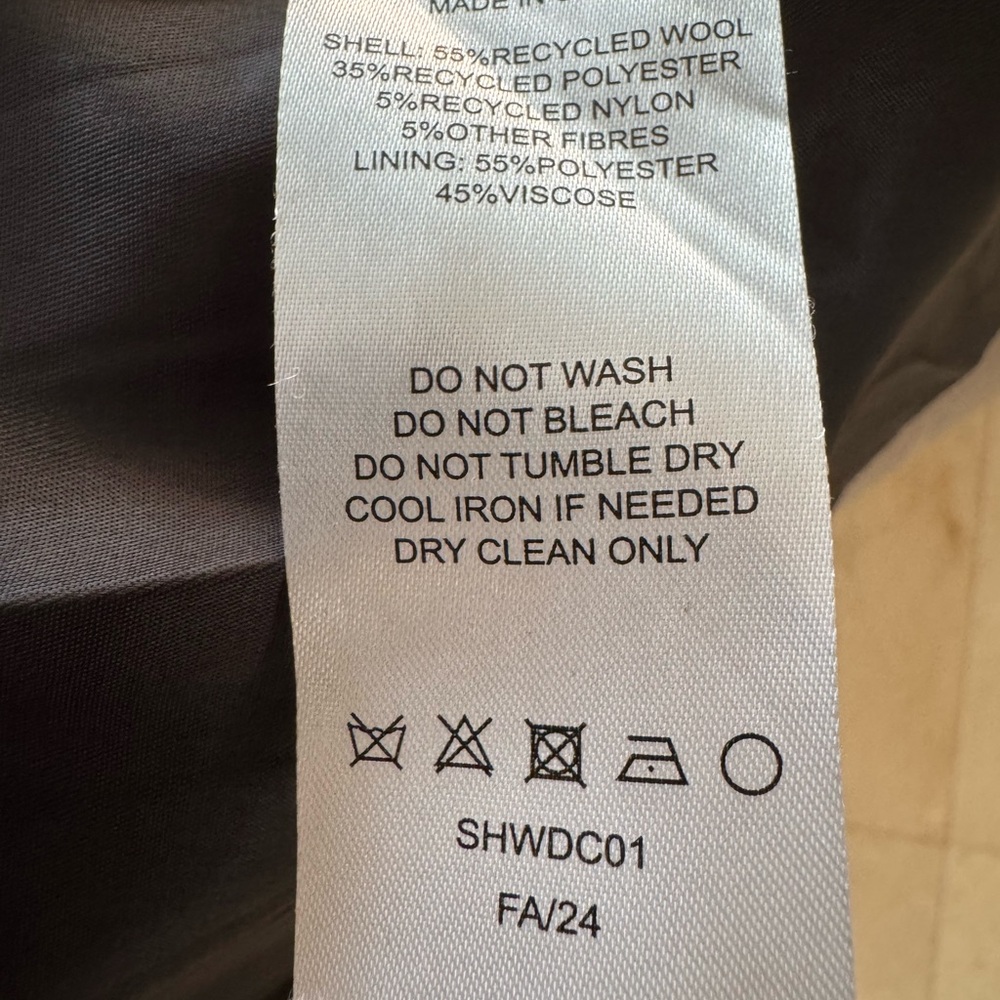 MADE IN
SHELL: 55%RECYCLED WOOL
35%RECYCLED POLYESTER
5%RECYCLED NYLON
5%OTHER FIBRES
LINING: 55%POLYESTER
45%VISCOSE
DO NOT WASH
DO NOT BLEACH
DO NOT TUMBLE DRY
COOL IRON IF NEEDED
DRY CLEAN ONLY
SHWDC01
FA/24